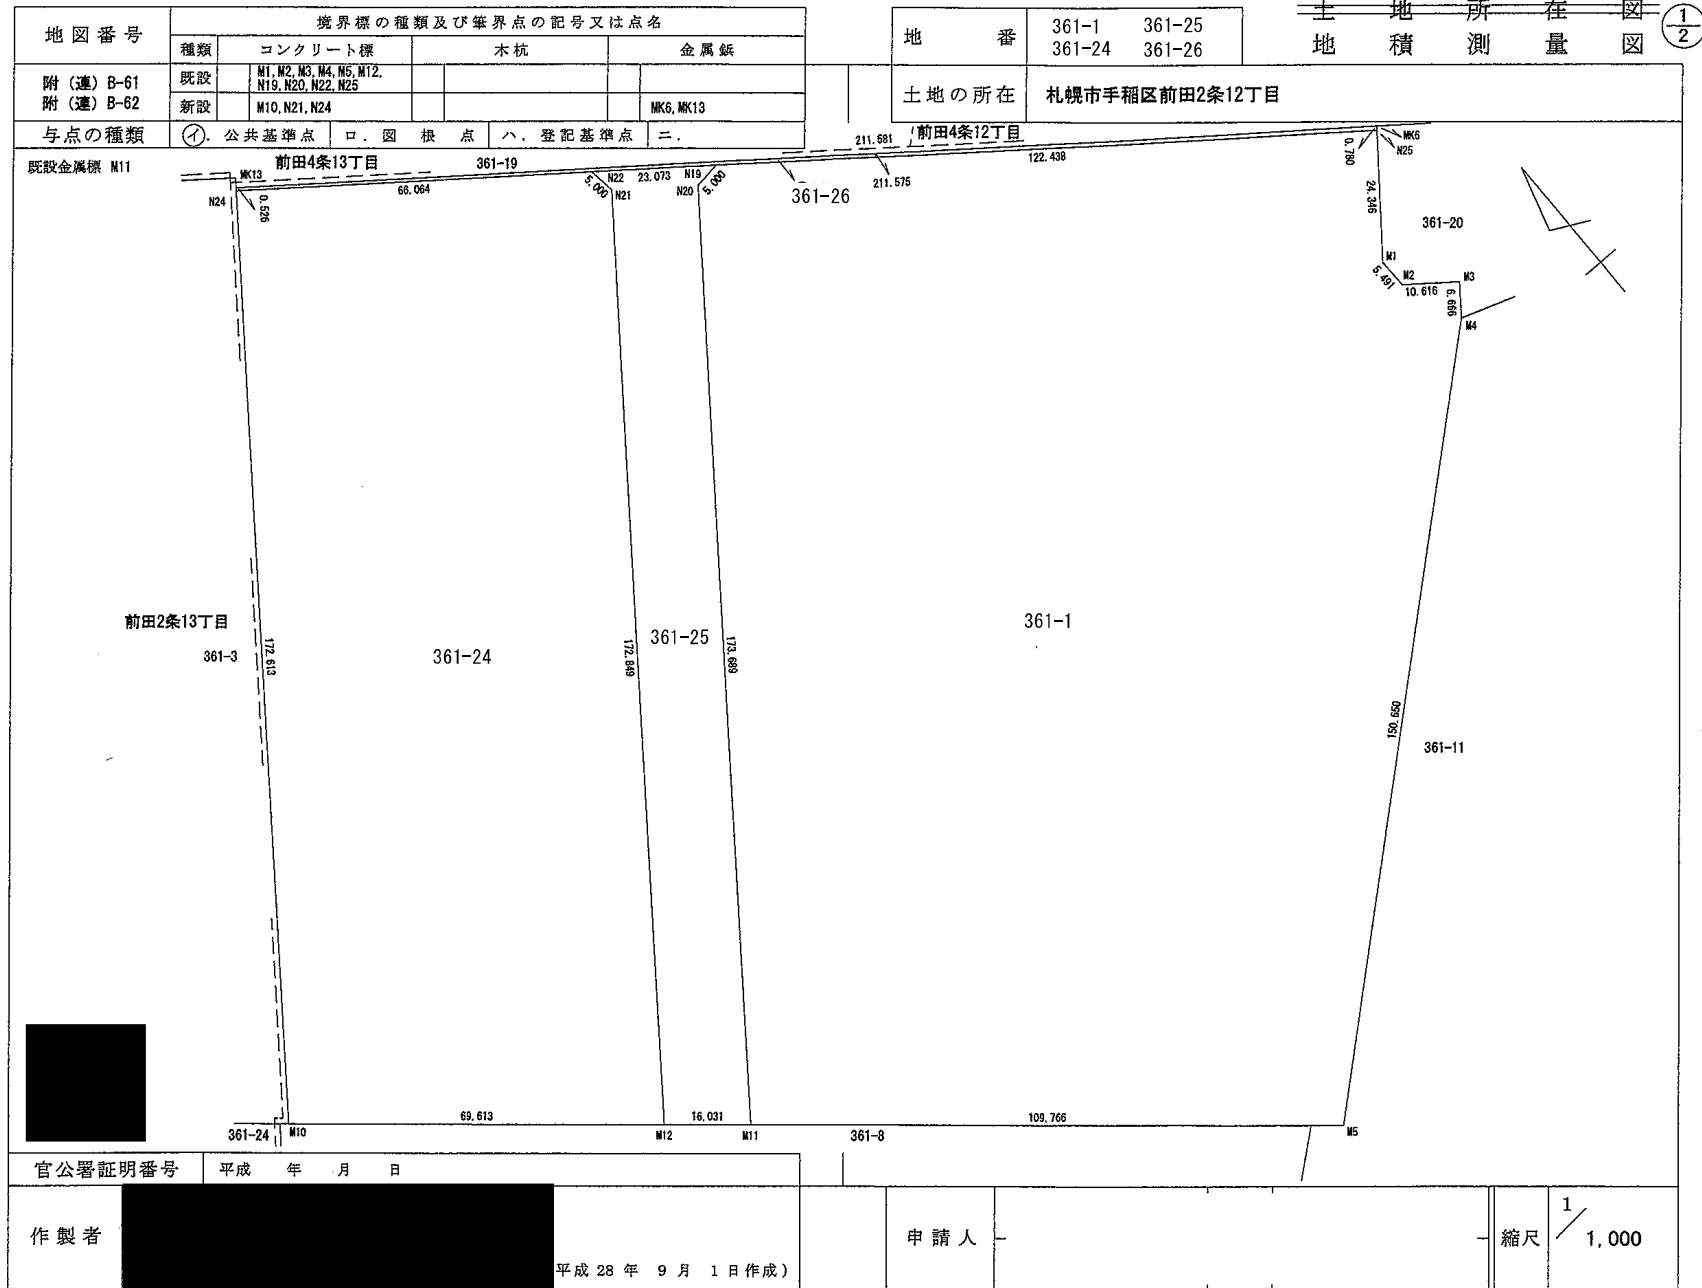 地図番号
境界標の種類及び筆界点の記号又は点名
種類 コンクリート標 木杭 金属鋲
附（連）B-61
附（連）B-62
既設 M1, M2, M3, M4, M5, M12,
N19, N20, N22, N25
新設 M10, N21, N24 MK6, MK13
与点の種類 イ. 公共基準点 ロ. 図根点 ハ. 登記基準点 ニ.
既設金属標 M11
地番 361-1 361-25
361-24 361-26
土地所在図
地積測量図
1/2
土地の所在 札幌市手稲区前田2条12丁目
前田4条13丁目
361-19
211.681
前田4条12丁目
MK13
N24
0.526
66.064
5.000
N22
N21
23.073
N19
N20
5.000
361-26
211.575
122.438
0.780
MK6
N25
24.346
361-20
M1
5.491
M2
10.616
M3
6.666
M4
前田2条13丁目
361-3
172.613
361-24
172.849
361-25
173.689
361-1
150.650
361-11
69.613
16.031
109.766
361-24
M10
M12
M11
361-8
M5
官公署証明番号 平成 年 月 日
作製者
平成 28 年 9 月 1 日作成）
申請人
縮尺 1/1,000